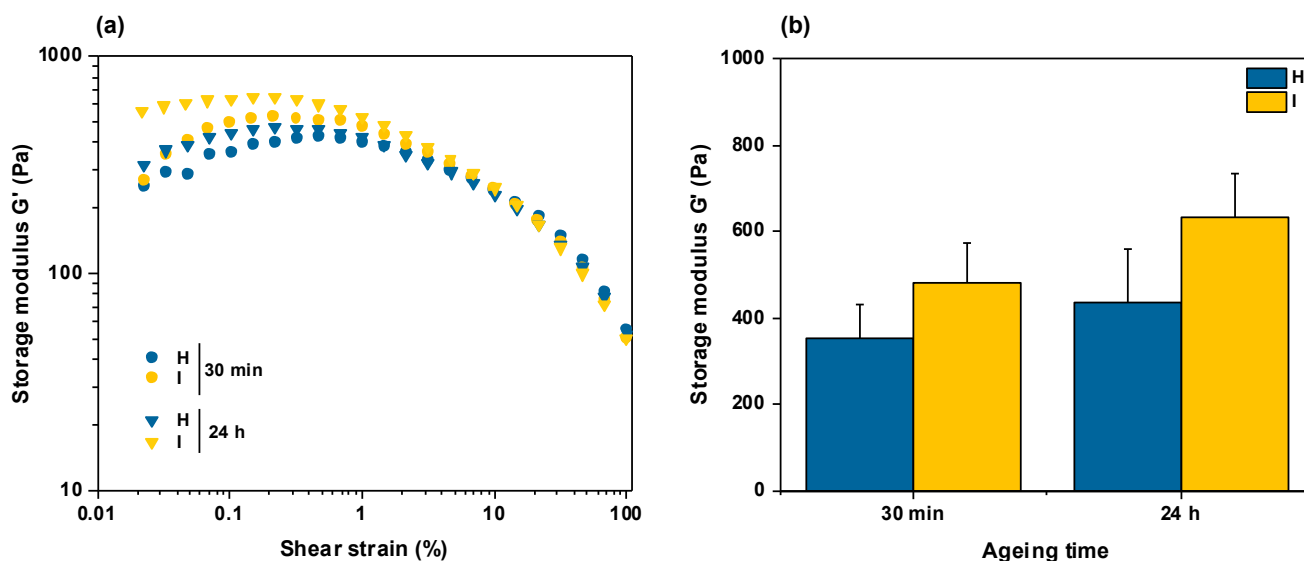 (a)
1000
100
10
Storage modulus G' (Pa)
H
I
30 min
H
I
24 h
0.01
0.1
1
10
100
Shear strain (%)
(b)
1000
800
600
400
200
0
Storage modulus G' (Pa)
H
I
30 min
24 h
Ageing time